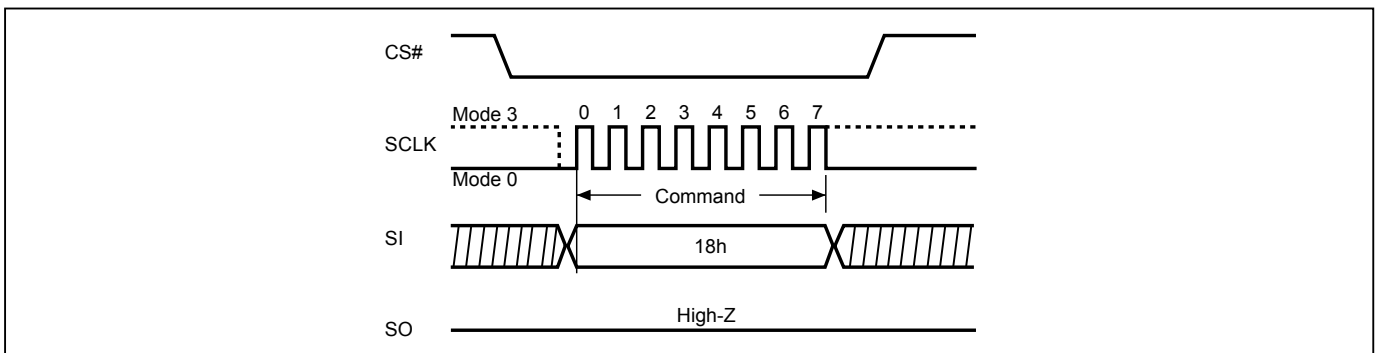 CS#
Mode 3 0 1 2 3 4 5 6 7
SCLK
Mode 0
Command
SI 18h
High-Z
SO